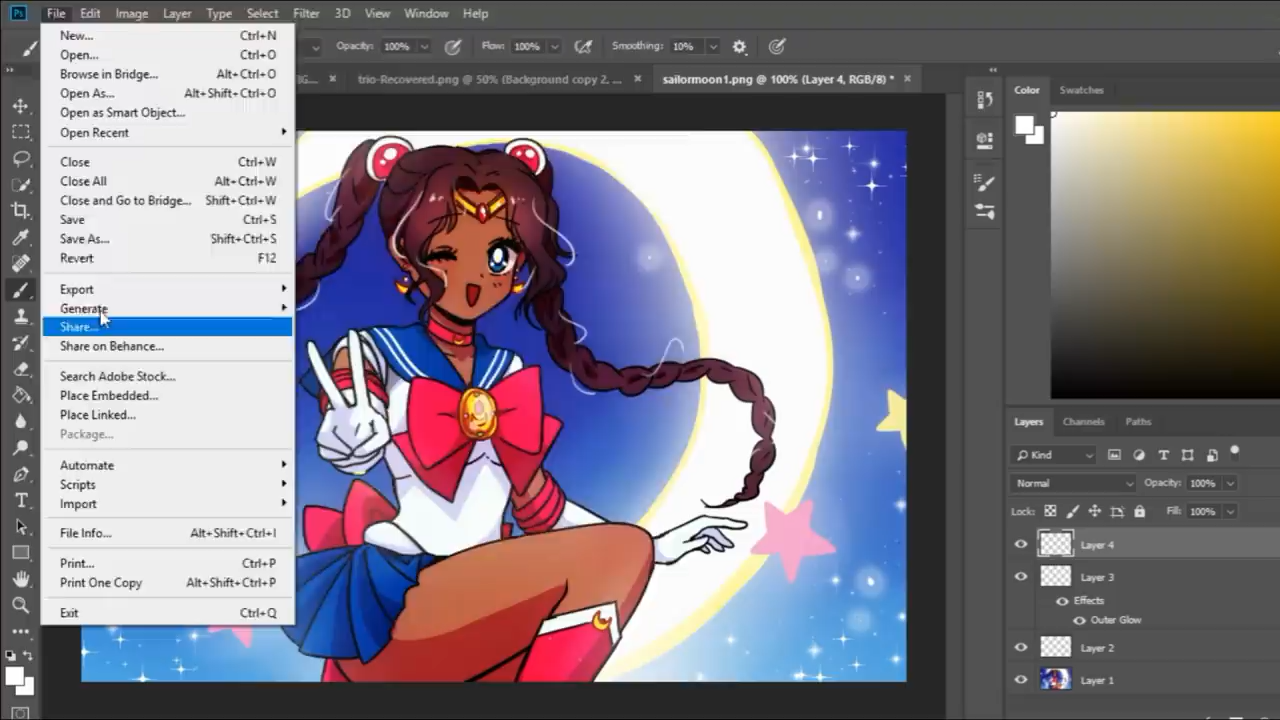 Ps File Edit Image Layer Type Select Filter 3D View Window Help
Opacity: 100% Flow: 100% Smoothing: 10%
trio-Recovered.png @ 50% (Background copy 2, ...
sailormoon1.png @ 100% (Layer 4, RGB/8) *
New... Ctrl+N
Open... Ctrl+O
Browse in Bridge... Alt+Ctrl+O
Open As... Alt+Shift+Ctrl+O
Open as Smart Object...
Open Recent
Close Ctrl+W
Close All Alt+Ctrl+W
Close and Go to Bridge... Shift+Ctrl+W
Save Ctrl+S
Save As... Shift+Ctrl+S
Revert F12
Export
Generate
Share...
Share on Behance...
Search Adobe Stock...
Place Embedded...
Place Linked...
Package...
Automate
Scripts
Import
File Info... Alt+Shift+Ctrl+I
Print... Ctrl+P
Print One Copy Alt+Shift+Ctrl+P
Exit Ctrl+Q
Color Swatches
Layers Channels Paths
Kind
Normal Opacity: 100%
Lock: Fill: 100%
Layer 4
Layer 3
Effects
Outer Glow
Layer 2
Layer 1